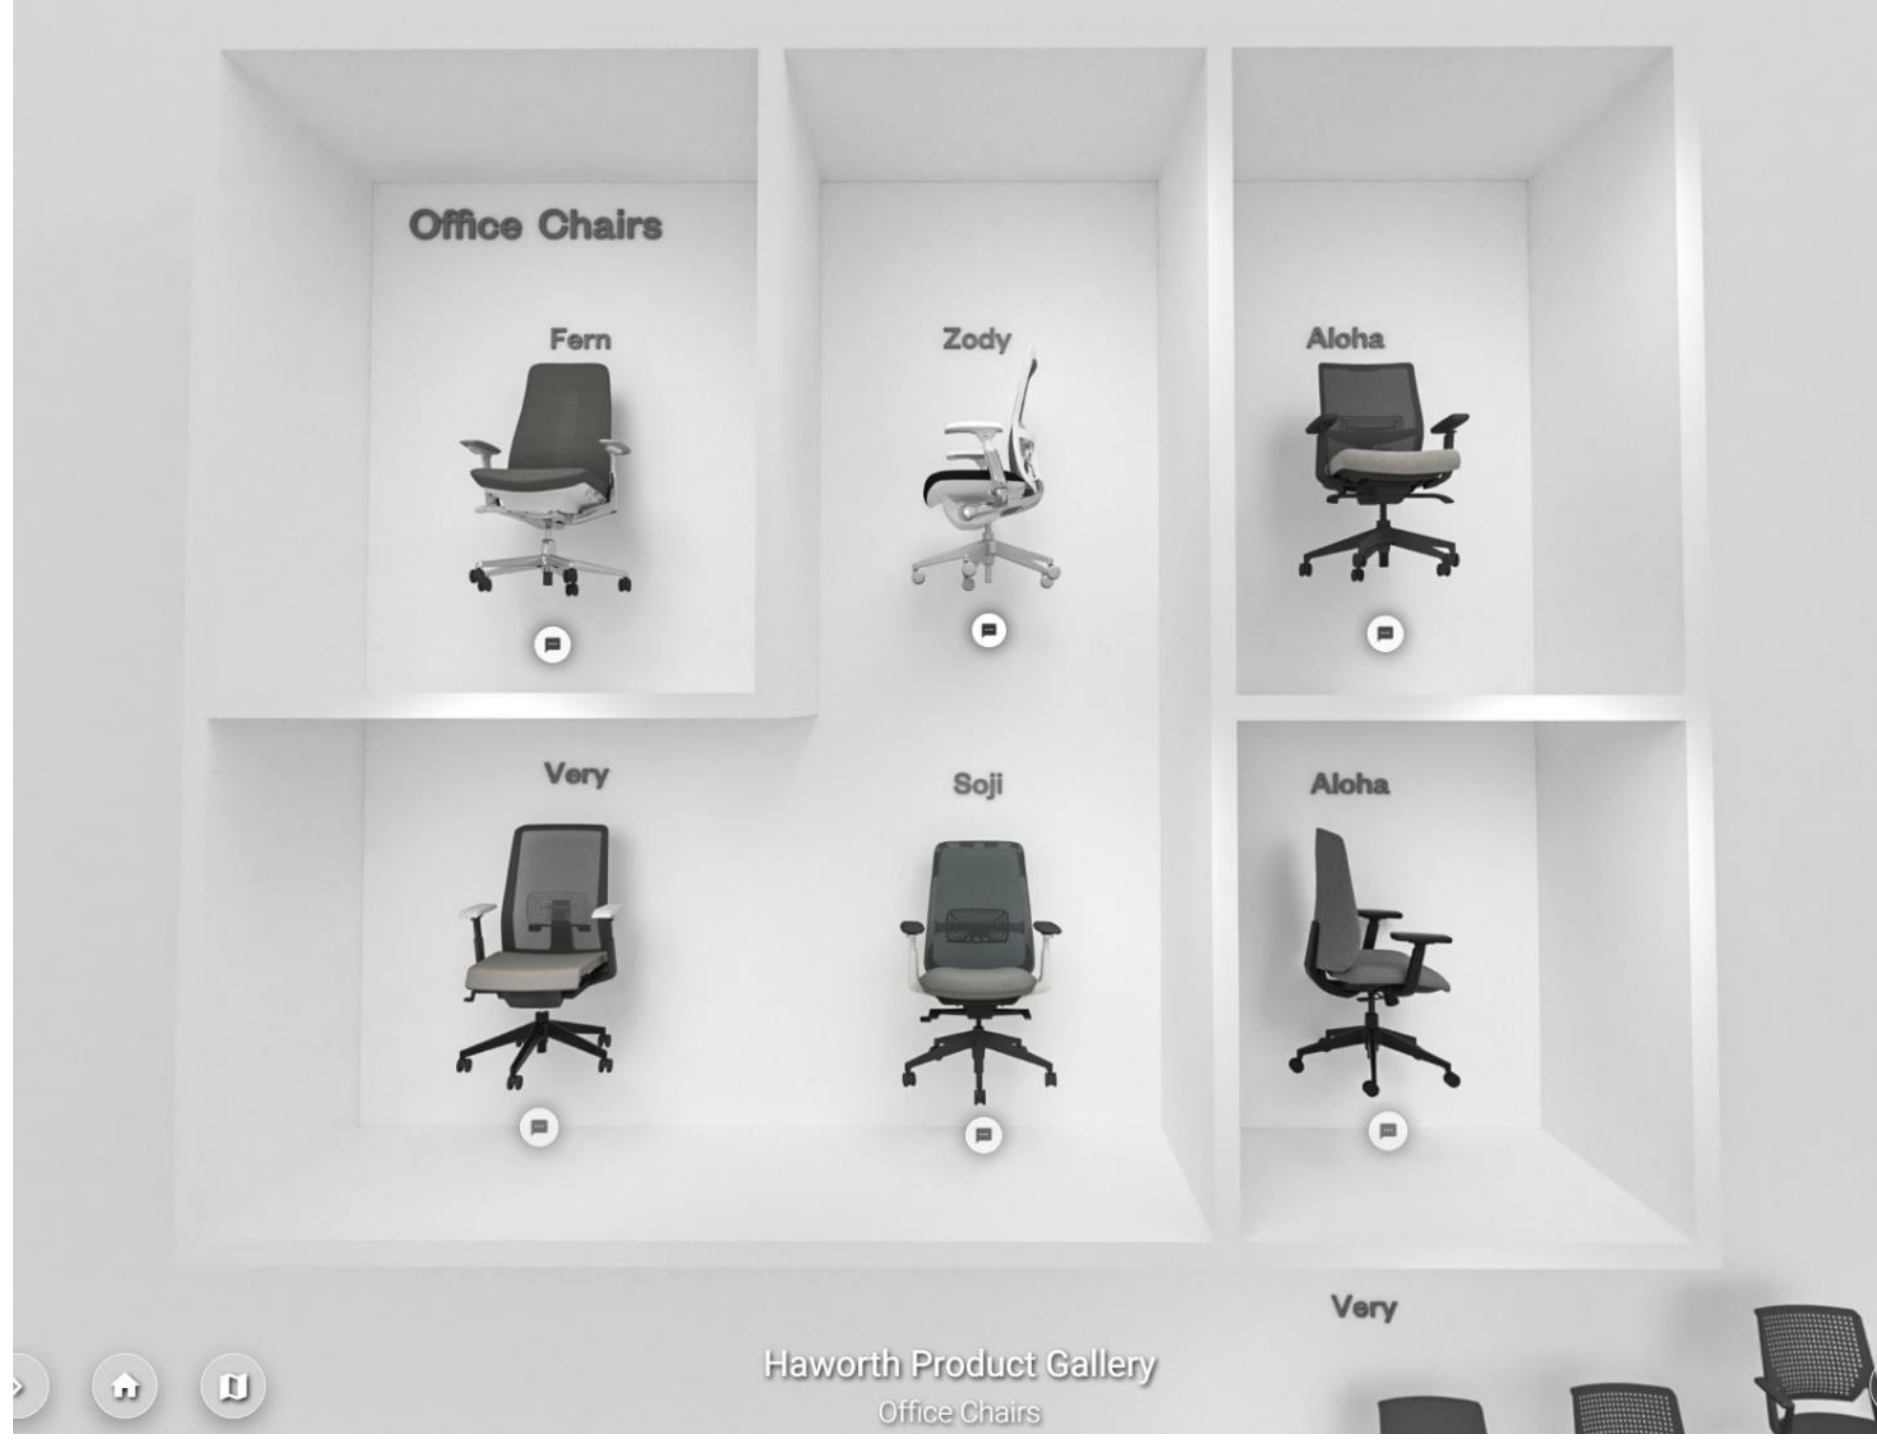 Office Chairs
Fern
Zody
Aloha
Very
Soji
Aloha
Very
Haworth Product Gallery
Office Chairs